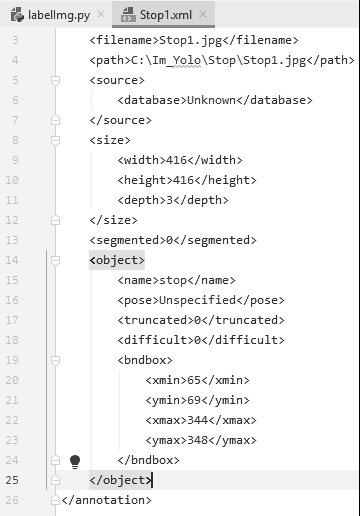 labelImg.py Stop1.xml
3 <filename>Stop1.jpg</filename>
4 <path>C:\Im_Yolo\Stop\Stop1.jpg</path>
5 <source>
6 <database>Unknown</database>
7 </source>
8 <size>
9 <width>416</width>
10 <height>416</height>
11 <depth>3</depth>
12 </size>
13 <segmented>0</segmented>
14 <object>
15 <name>stop</name>
16 <pose>Unspecified</pose>
17 <truncated>0</truncated>
18 <difficult>0</difficult>
19 <bndbox>
20 <xmin>65</xmin>
21 <ymin>69</ymin>
22 <xmax>344</xmax>
23 <ymax>348</ymax>
24 </bndbox>
25 </object>
26 </annotation>